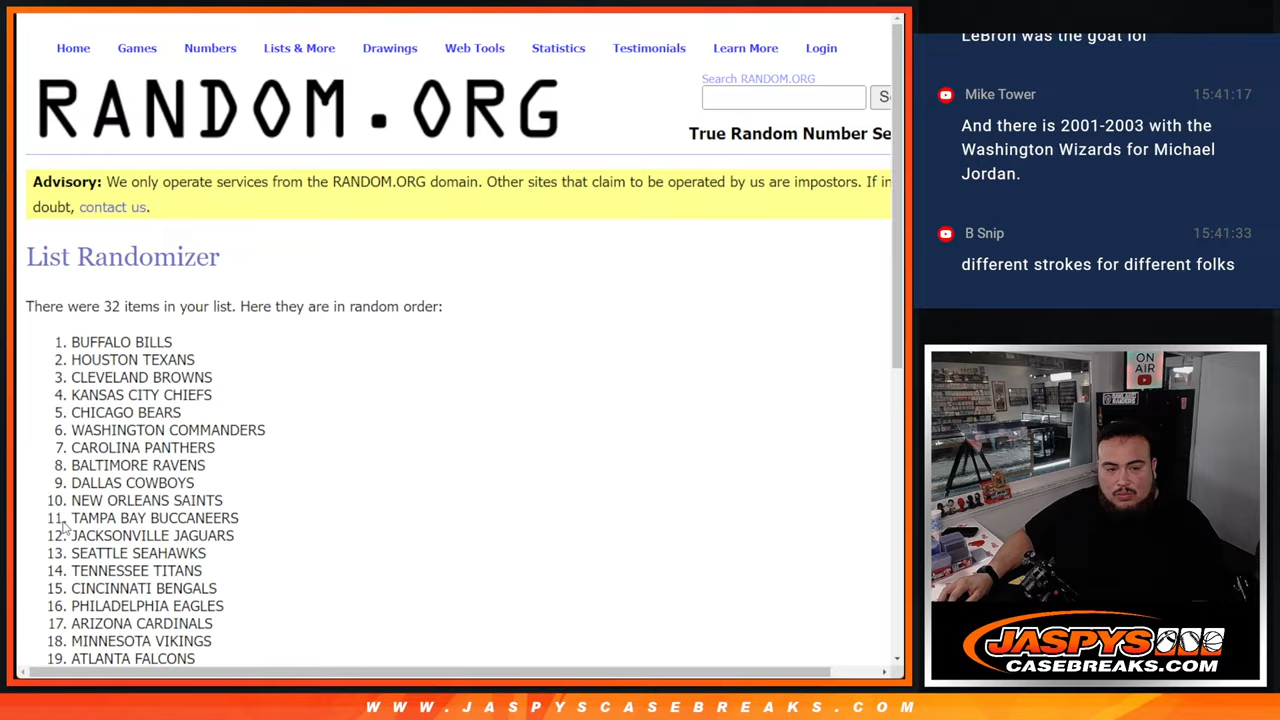 Home Games Numbers Lists & More Drawings Web Tools Statistics Testimonials Learn More Login
RANDOM.ORG
Search RANDOM.ORG
S
True Random Number Se
Advisory: We only operate services from the RANDOM.ORG domain. Other sites that claim to be operated by us are impostors. If in
doubt, contact us.
List Randomizer
There were 32 items in your list. Here they are in random order:
1. BUFFALO BILLS
2. HOUSTON TEXANS
3. CLEVELAND BROWNS
4. KANSAS CITY CHIEFS
5. CHICAGO BEARS
6. WASHINGTON COMMANDERS
7. CAROLINA PANTHERS
8. BALTIMORE RAVENS
9. DALLAS COWBOYS
10. NEW ORLEANS SAINTS
11. TAMPA BAY BUCCANEERS
12. JACKSONVILLE JAGUARS
13. SEATTLE SEAHAWKS
14. TENNESSEE TITANS
15. CINCINNATI BENGALS
16. PHILADELPHIA EAGLES
17. ARIZONA CARDINALS
18. MINNESOTA VIKINGS
19. ATLANTA FALCONS
LeBron was the goat for
Mike Tower 15:41:17
And there is 2001-2003 with the
Washington Wizards for Michael
Jordan.
B Snip 15:41:33
different strokes for different folks
ON
AIR
JASPYS
CASEBREAKS.COM
WWW.JASPYSCASEBREAKS.COM